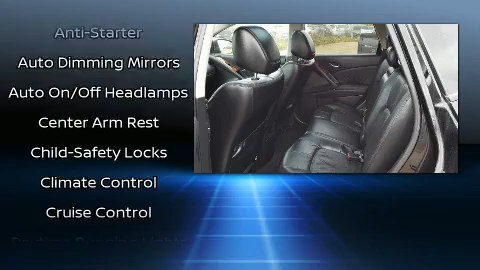 Anti-Starter
Auto Dimming Mirrors
Auto On/Off Headlamps
Center Arm Rest
Child-Safety Locks
Climate Control
Cruise Control